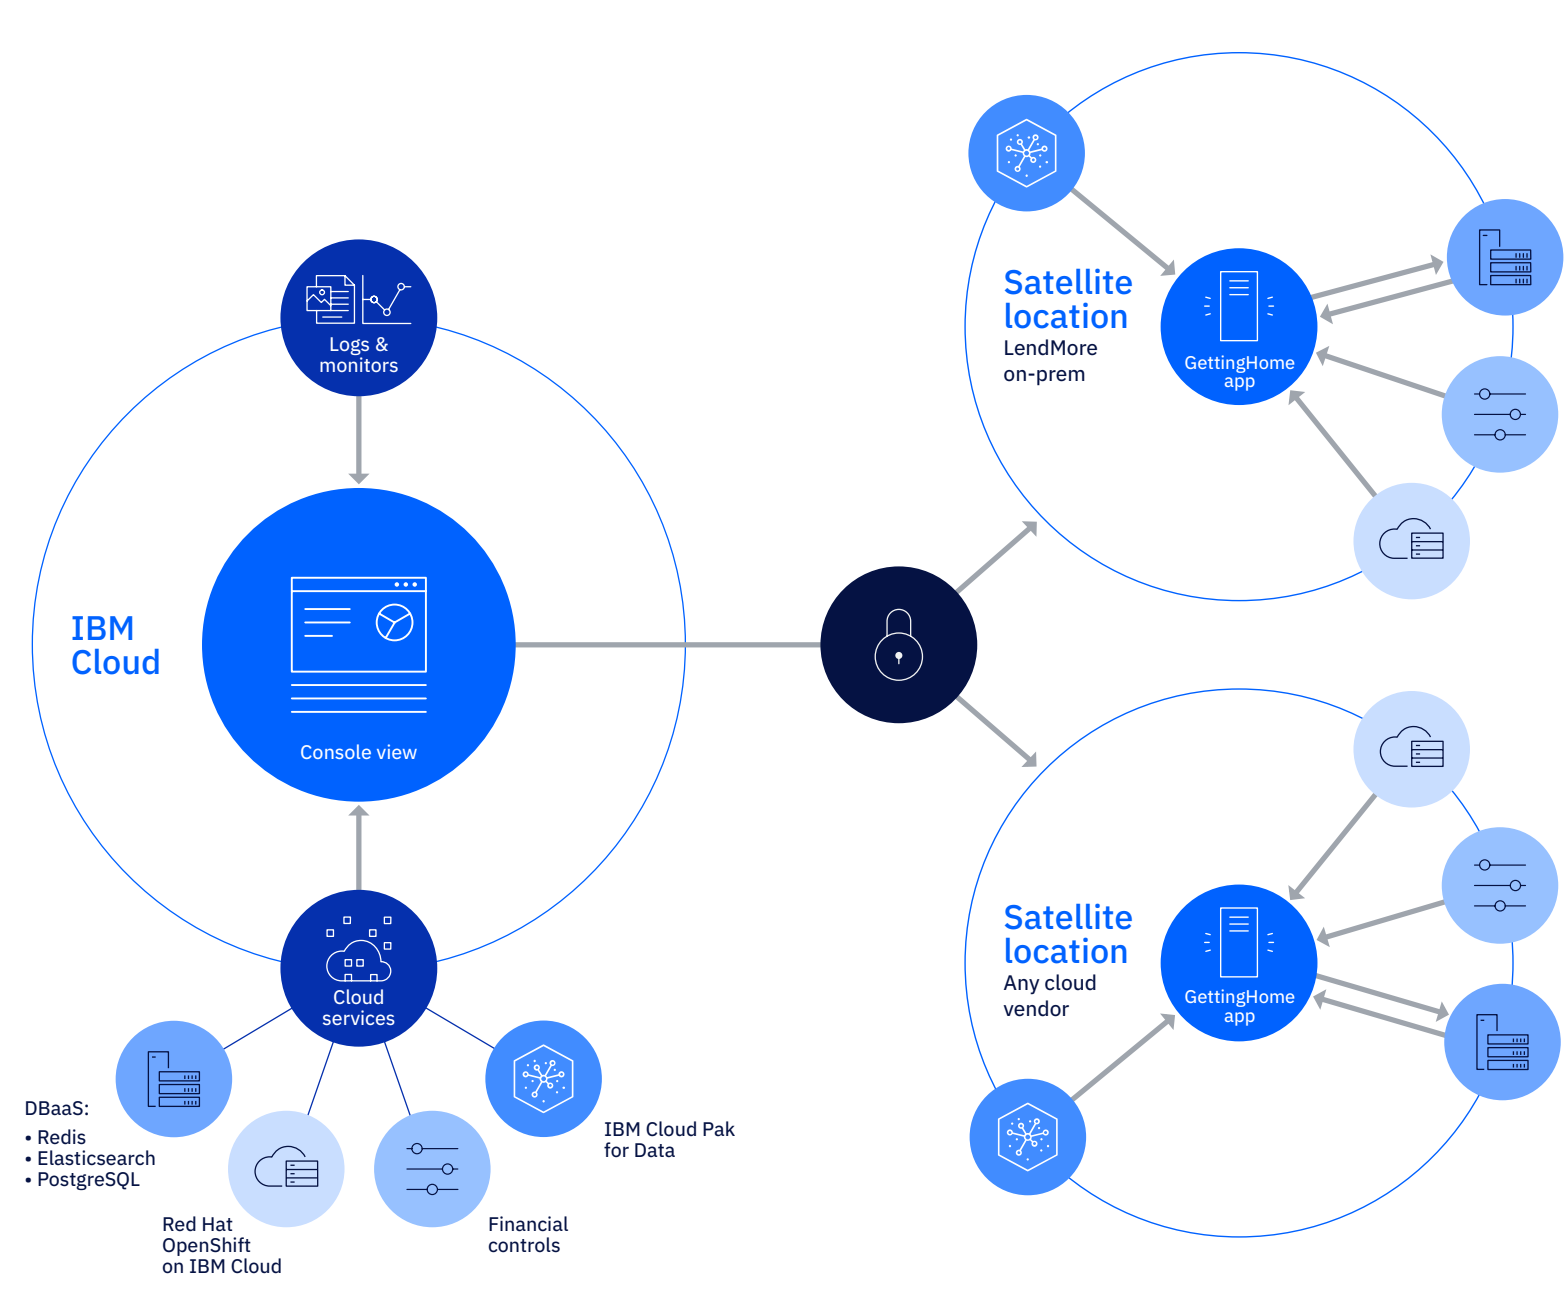 Logs &
monitors
IBM
Cloud
Console view
Cloud
services
DBaaS:
• Redis
• Elasticsearch
• PostgreSQL
Red Hat
OpenShift
on IBM Cloud
Financial
controls
IBM Cloud Pak
for Data
Satellite
location
LendMore
on-prem
GettingHome
app
Satellite
location
Any cloud
vendor
GettingHome
app